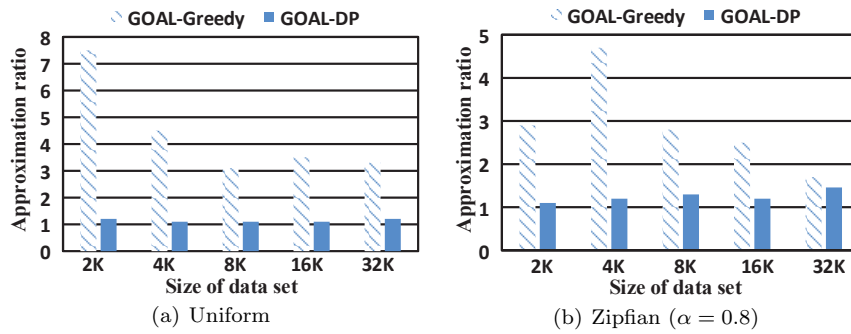 GOAL-Greedy GOAL-DP
8
7
6
5
4
3
2
1
0
Approximation ratio
2K 4K 8K 16K 32K
Size of data set
(a) Uniform
GOAL-Greedy GOAL-DP
5
4
3
2
1
0
Approximation ratio
2K 4K 8K 16K 32K
Size of data set
(b) Zipfian (α = 0.8)